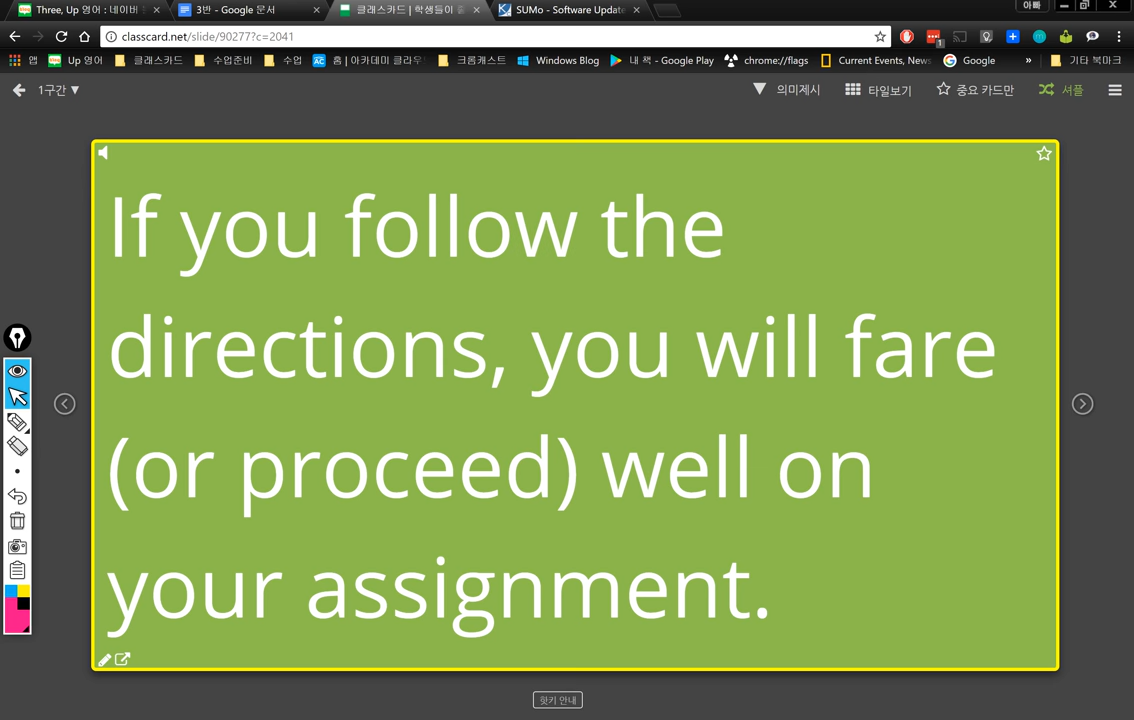 Three, Up 영어 : 네이버
3반 - Google 문서
클래스카드 | 학생들이
SUMo - Software Update
아빠
classcard.net/slide/90277?c=2041
1
앱
Up 영어
클래스카드
수업준비
수업
홈 | 아카데미 클라우
크롬캐스트
Windows Blog
내 책 - Google Play
chrome://flags
Current Events, News
Google
»
기타 북마크
1구간 ▼
의미제시
타일보기
중요 카드만
셔플
If you follow the
directions, you will fare
(or proceed) well on
your assignment.
핫키 안내